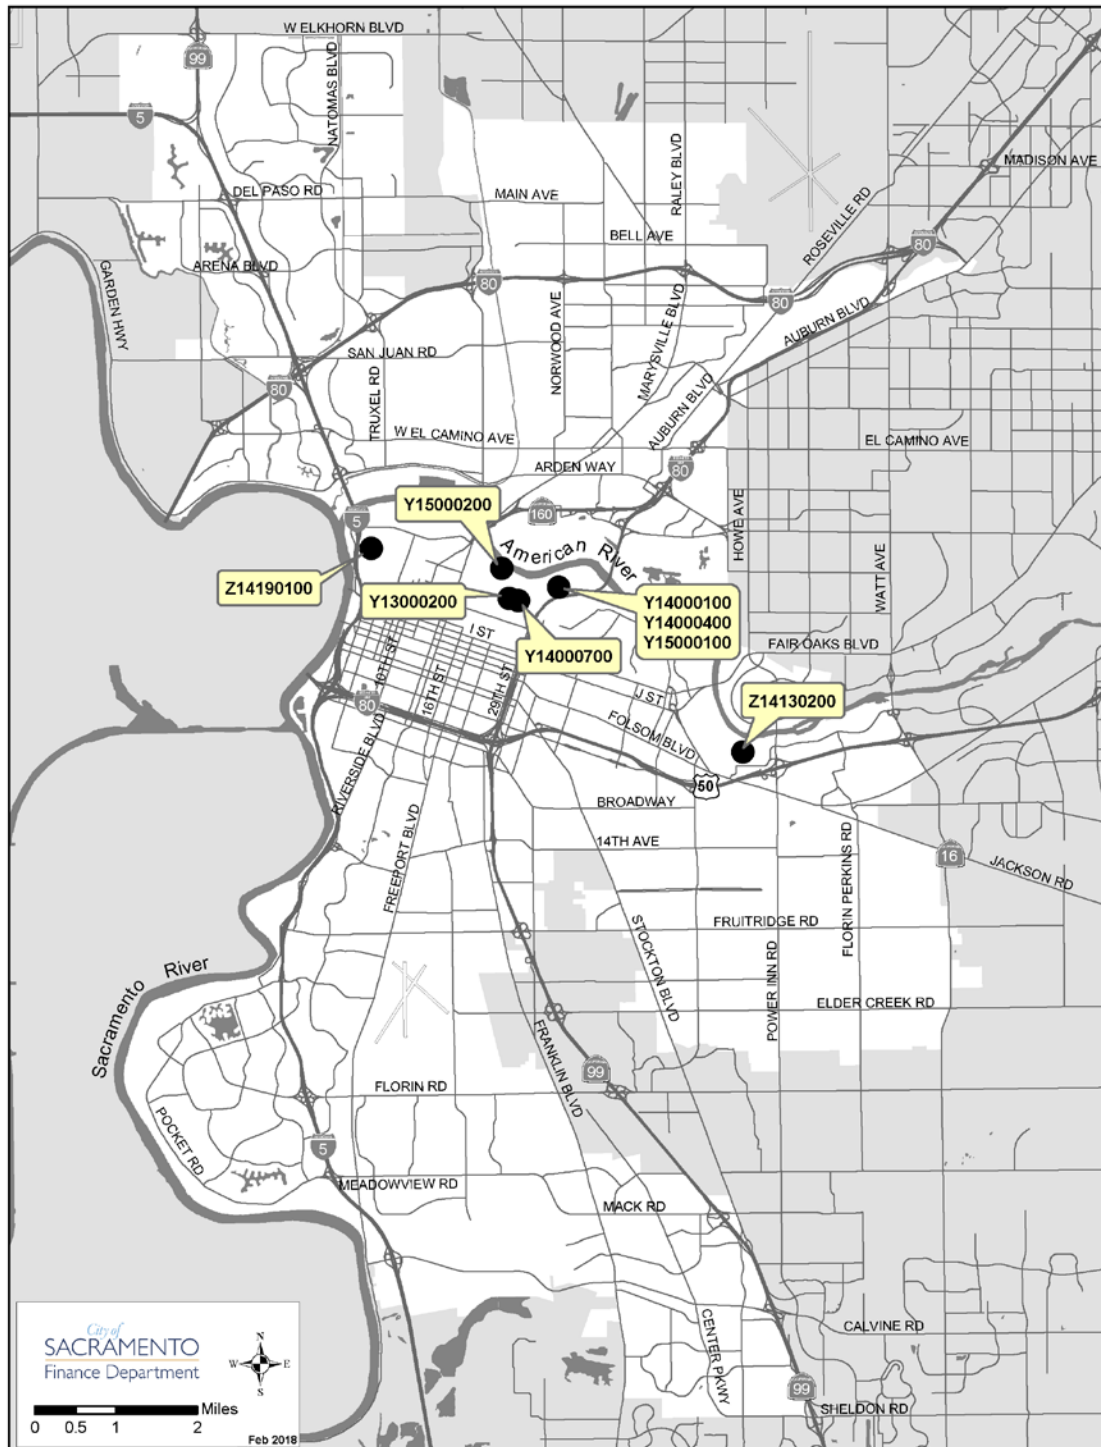 W ELKHORN BLVD
99
NATOMAS BLVD
5
RALEY BLVD
MADISON AVE
DEL PASO RD
MAIN AVE
ROSEVILLE RD
BELL AVE
80
ARENA BLVD
GARDEN HWY
80
80
NORWOOD AVE
MARYSVILLE BLVD
AUBURN BLVD
SAN JUAN RD
80
TRUXEL RD
AUBURN BLVD
W EL CAMINO AVE
EL CAMINO AVE
ARDEN WAY
80
HOWE AVE
Y15000200
160
5
American River
WATT AVE
Z14190100
Y13000200
Y14000100
Y14000400
Y15000100
I ST
Y14000700
FAIR OAKS BLVD
10TH ST
16TH ST
29TH ST
J ST
Z14130200
80
FOLSOM BLVD
RIVERSIDE BLVD
50
BROADWAY
FREEPORT BLVD
14TH AVE
FLORIN PERKINS RD
16
JACKSON RD
STOCKTON BLVD
FRUITRIDGE RD
POWER INN RD
Sacramento River
ELDER CREEK RD
FRANKLIN BLVD
99
FLORIN RD
POCKET RD
5
MEADOWVIEW RD
MACK RD
CENTER PKWY
CALVINE RD
99
SHELDON RD
City of
SACRAMENTO
Finance Department
N
W E
S
Miles
0 0.5 1 2
Feb 2018